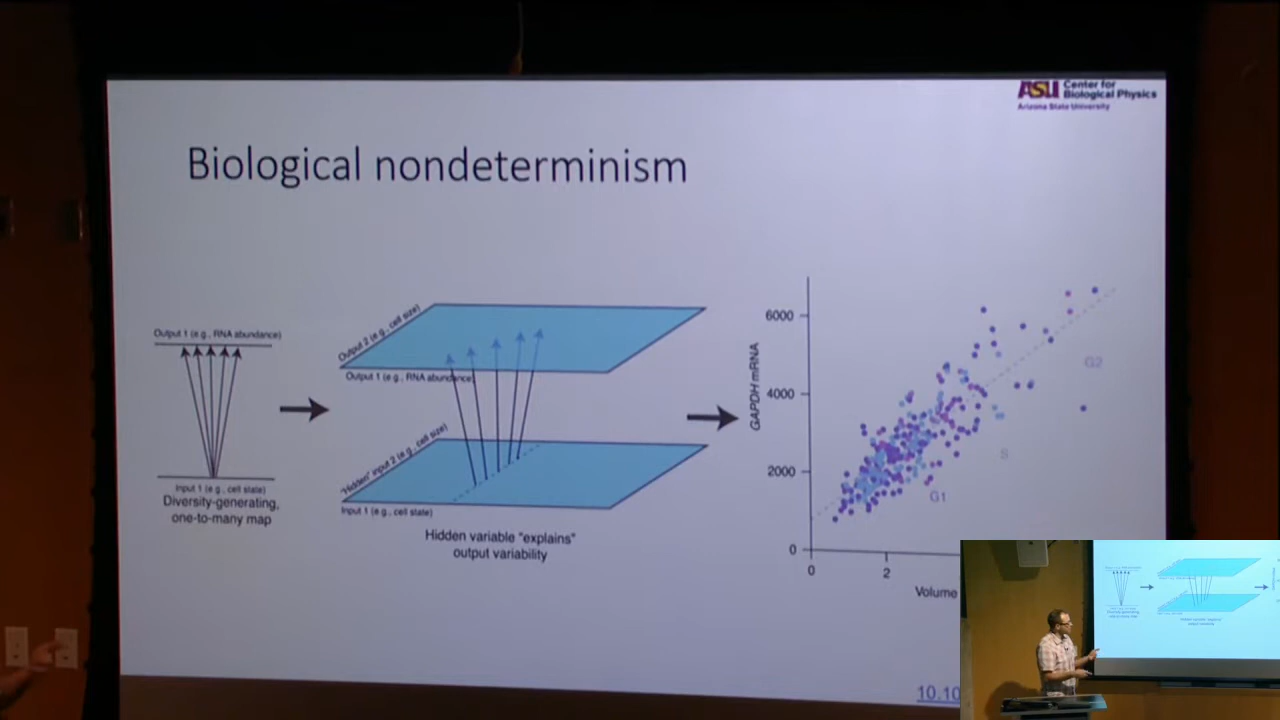 ASU Center for
Biological Physics
Arizona State University
Biological nondeterminism
Output 1 (e.g., RNA abundance)
Input 1 (e.g., cell state)
Diversity-generating,
one-to-many map
Output 2 (e.g., cell size)
Output 1 (e.g., RNA abundance)
"Hidden" input 2 (e.g., cell size)
Input 1 (e.g., cell state)
Hidden variable "explains"
output variability
GAPDH mRNA
6000
4000
2000
0
0
2
G2
S
G1
Volume
10.10